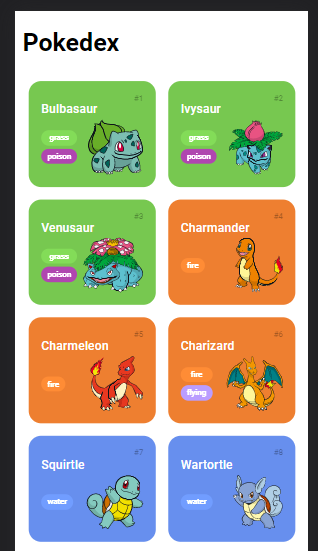 Pokedex
#1
Bulbasaur
grass
poison
#2
Ivysaur
grass
poison
#3
Venusaur
grass
poison
#4
Charmander
fire
#5
Charmeleon
fire
#6
Charizard
fire
flying
#7
Squirtle
water
#8
Wartortle
water